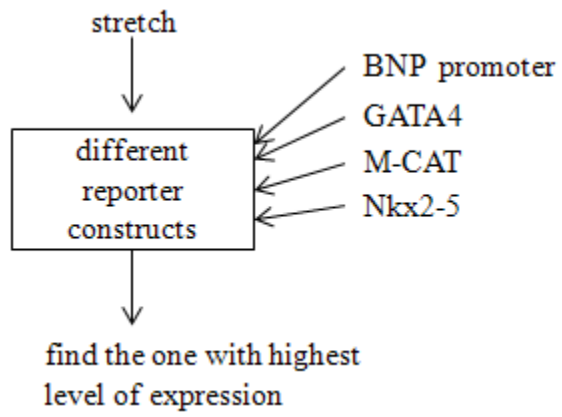 stretch
BNP promoter
GATA4
M-CAT
Nkx2-5
different
reporter
constructs
find the one with highest
level of expression